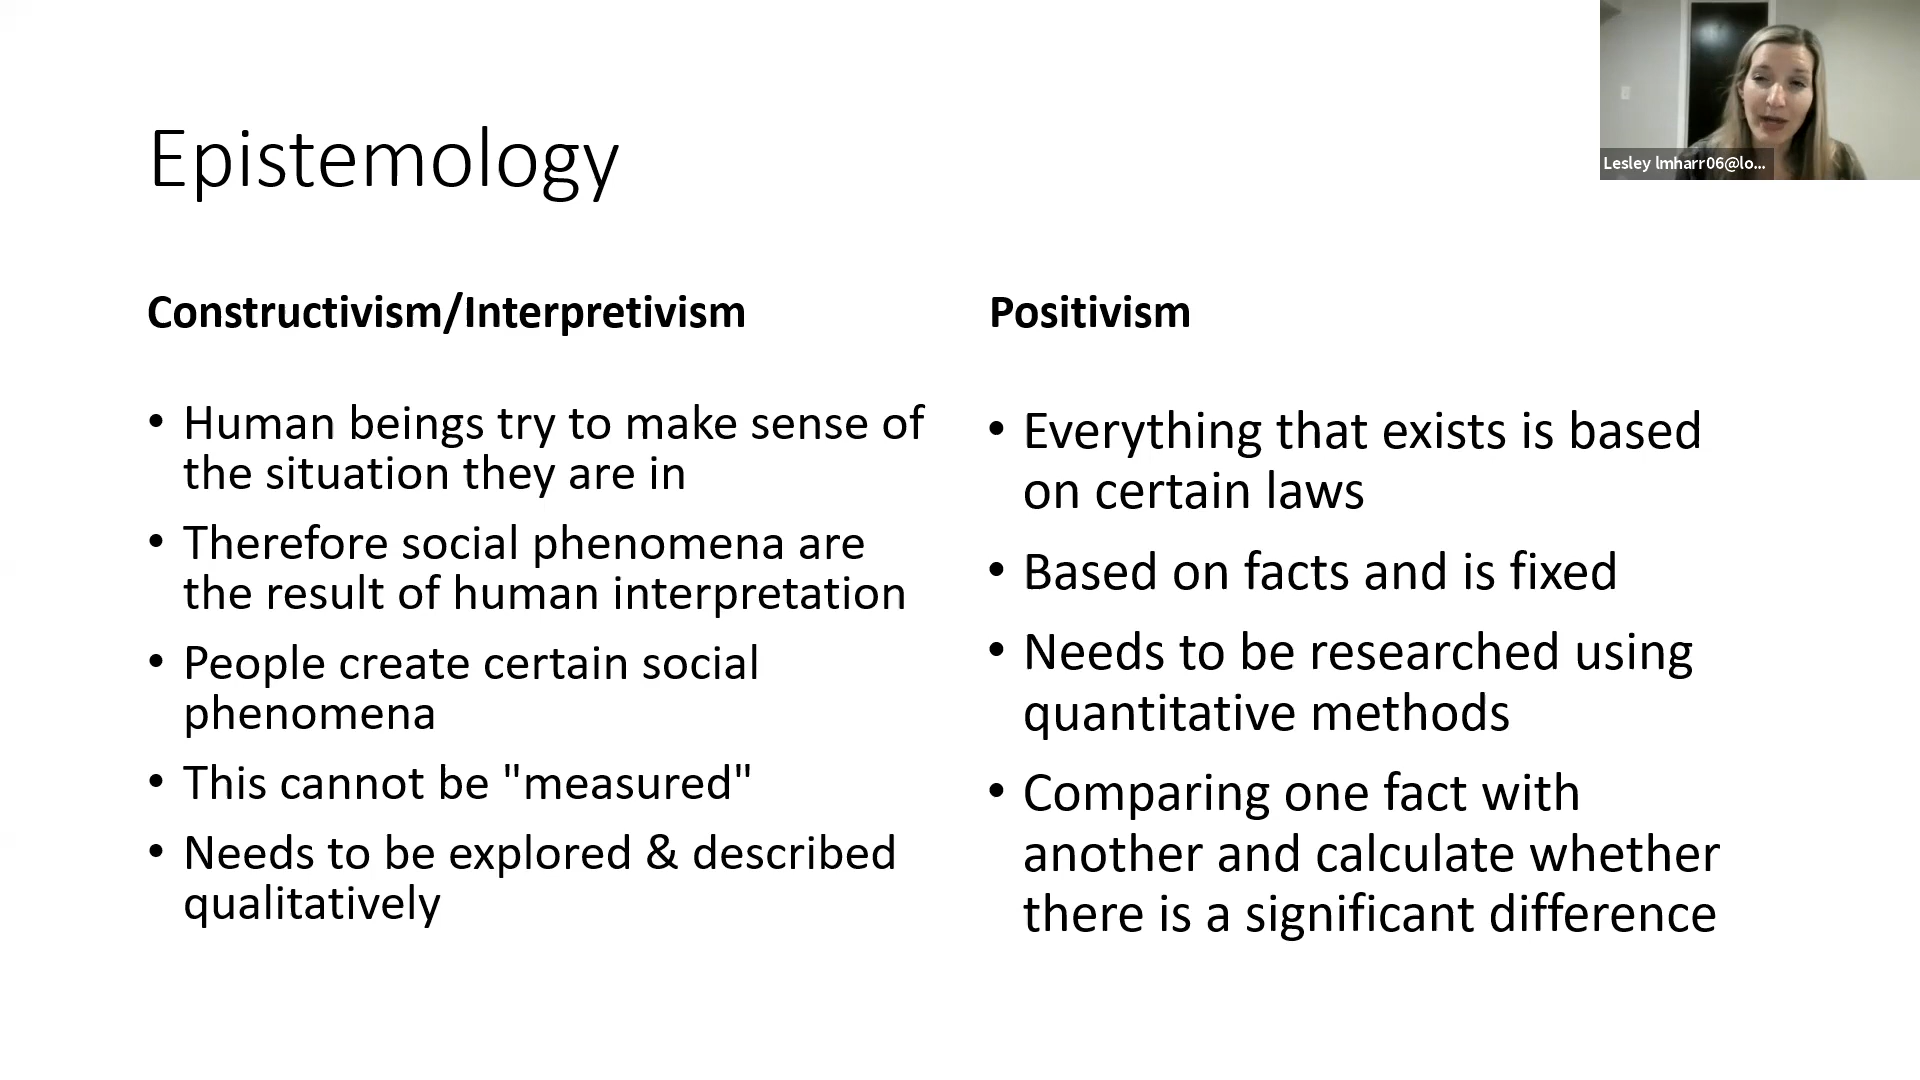 Lesley lmharr06@lo...
Epistemology
Constructivism/Interpretivism
• Human beings try to make sense of
the situation they are in
• Therefore social phenomena are
the result of human interpretation
• People create certain social
phenomena
• This cannot be "measured"
• Needs to be explored & described
qualitatively
Positivism
• Everything that exists is based
on certain laws
• Based on facts and is fixed
• Needs to be researched using
quantitative methods
• Comparing one fact with
another and calculate whether
there is a significant difference